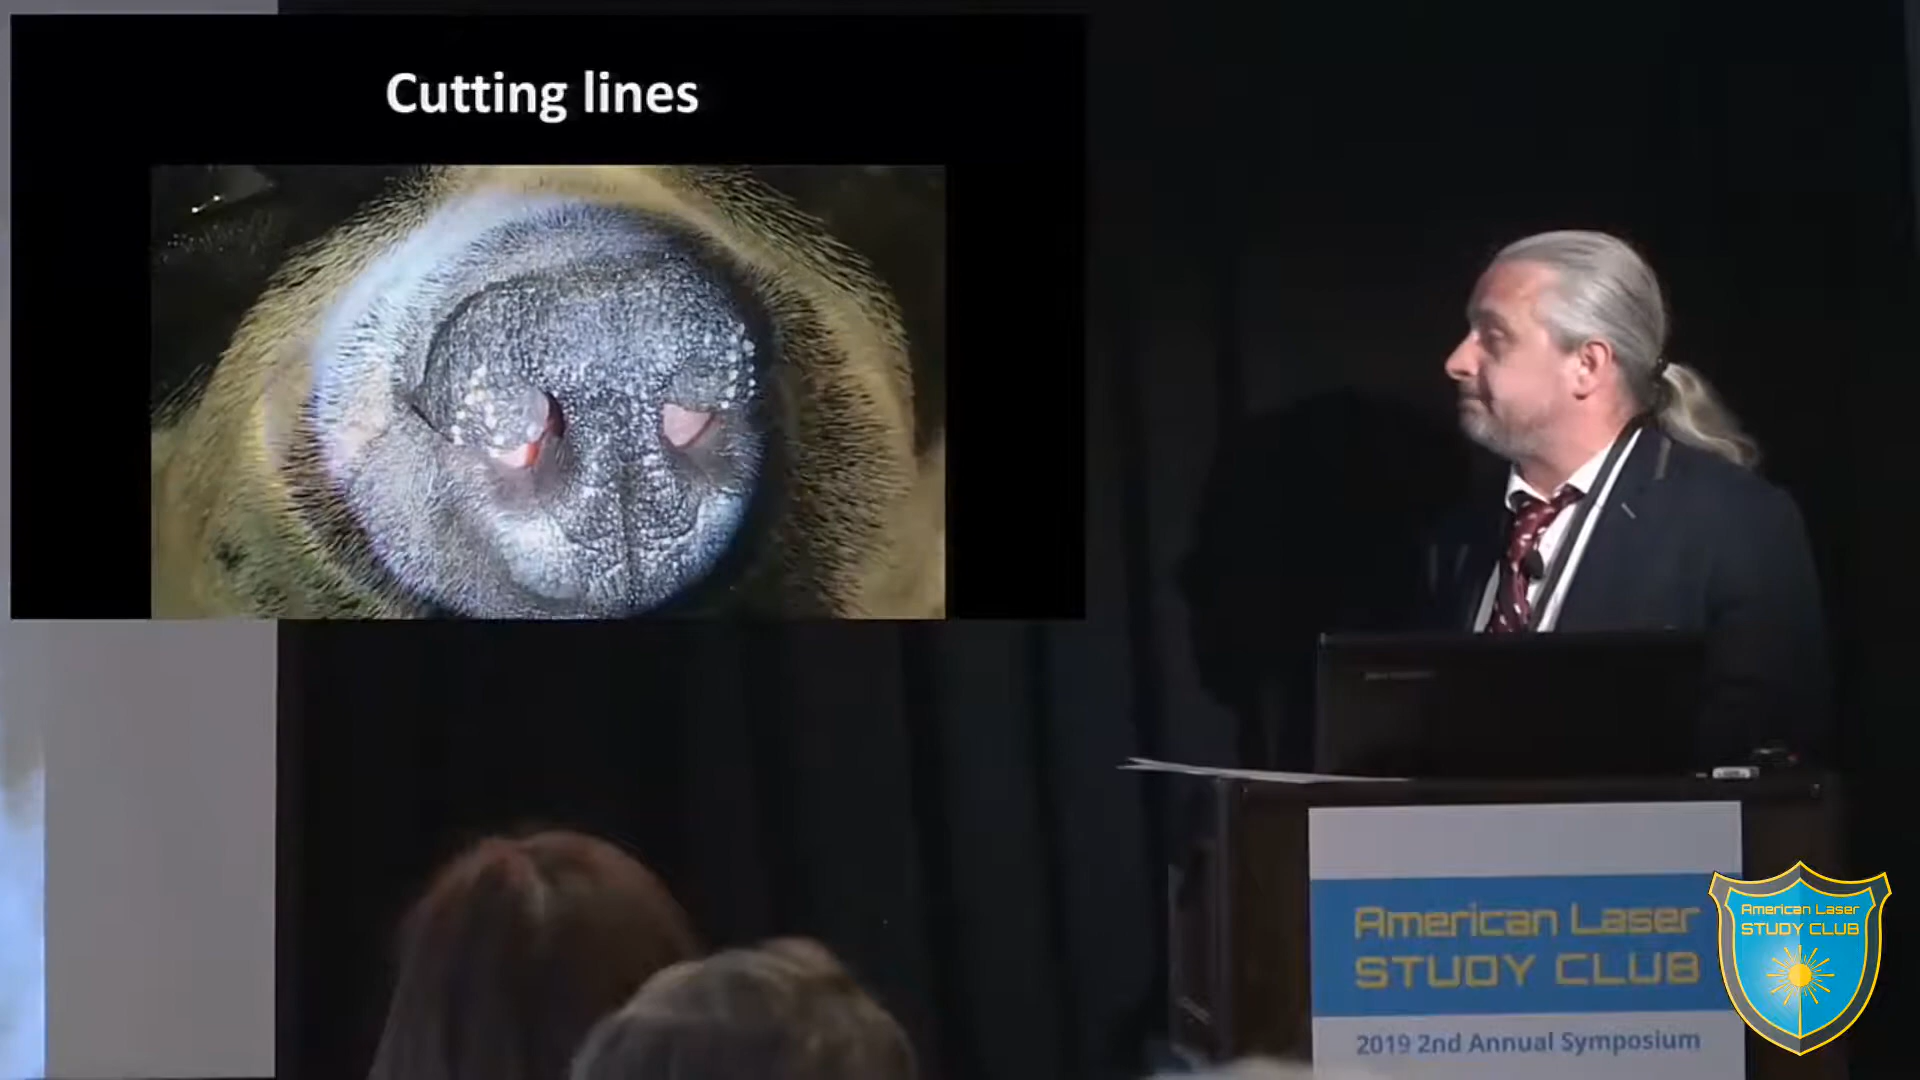 Cutting lines
American Laser
STUDY CLUB
2019 2nd Annual Symposium
American Laser
STUDY CLUB